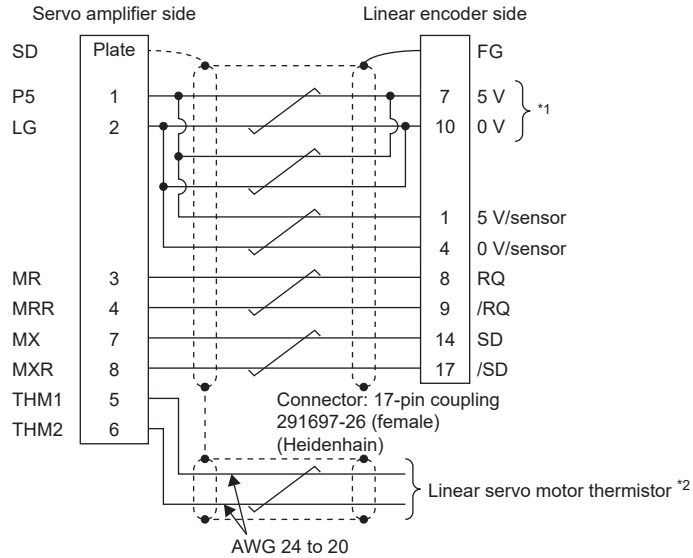 Servo amplifier side Linear encoder side
SD Plate FG
P5 1 7 5 V *1
LG 2 10 0 V
1 5 V/sensor
4 0 V/sensor
MR 3 8 RQ
MRR 4 9 /RQ
MX 7 14 SD
MXR 8 17 /SD
THM1 5 Connector: 17-pin coupling
THM2 6 291697-26 (female)
(Heidenhain)
Linear servo motor thermistor *2
AWG 24 to 20